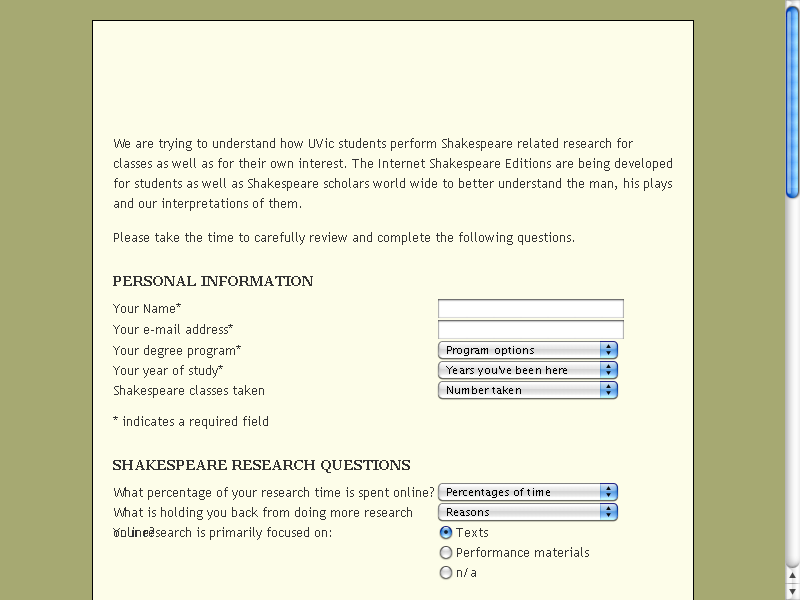 We are trying to understand how UVic students perform Shakespeare related research for
classes as well as for their own interest. The Internet Shakespeare Editions are being developed
for students as well as Shakespeare scholars world wide to better understand the man, his plays
and our interpretations of them.
Please take the time to carefully review and complete the following questions.
PERSONAL INFORMATION
Your Name*
Your e-mail address*
Your degree program* Program options
Your year of study* Years you've been here
Shakespeare classes taken Number taken
* indicates a required field
SHAKESPEARE RESEARCH QUESTIONS
What percentage of your research time is spent online? Percentages of time
What is holding you back from doing more research Reasons
online?
Your research is primarily focused on: Texts
Performance materials
n/a